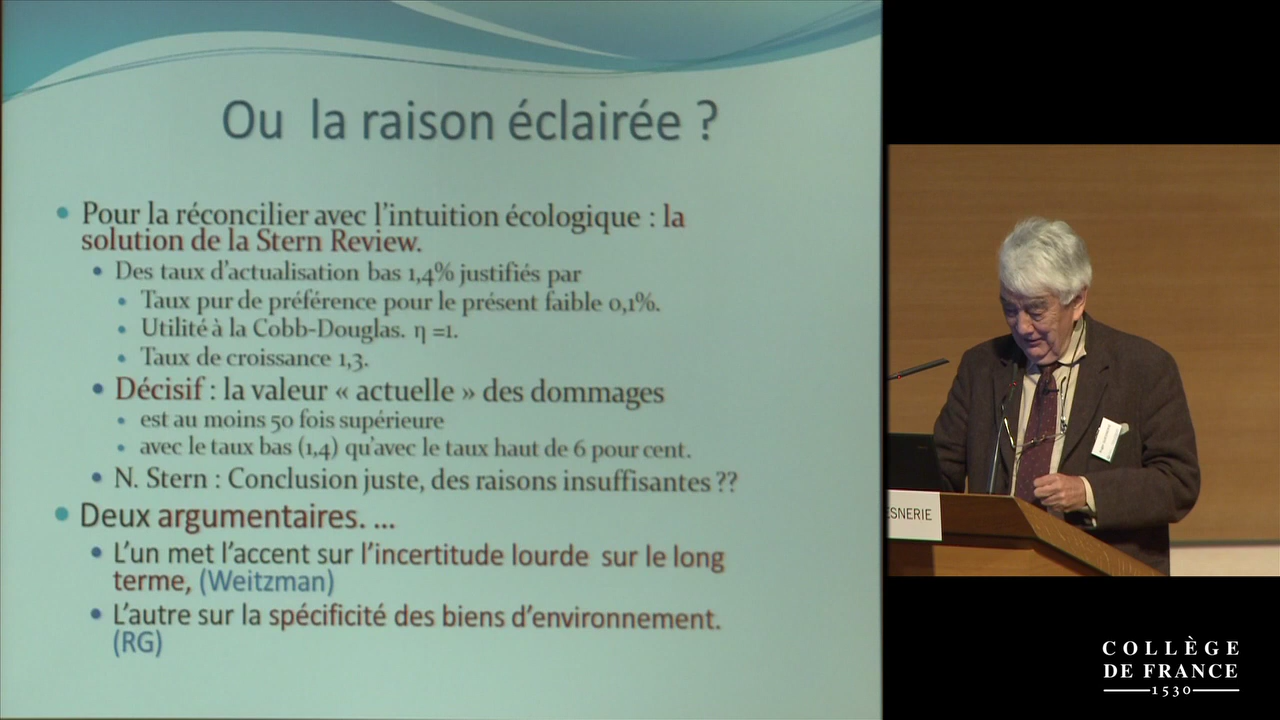 Ou la raison éclairée ?
Pour la réconcilier avec l'intuition écologique : la
solution de la Stern Review.
Des taux d'actualisation bas 1,4% justifiés par
Taux pur de préférence pour le présent faible 0,1%.
Utilité à la Cobb-Douglas. η =1.
Taux de croissance 1,3.
Décisif : la valeur « actuelle » des dommages
est au moins 50 fois supérieure
avec le taux bas (1,4) qu'avec le taux haut de 6 pour cent.
N. Stern : Conclusion juste, des raisons insuffisantes ??
Deux argumentaires. ...
L'un met l'accent sur l'incertitude lourde sur le long
terme, (Weitzman)
L'autre sur la spécificité des biens d'environnement.
(RG)
ESNERIE
COLLÈGE
DE FRANCE
1530